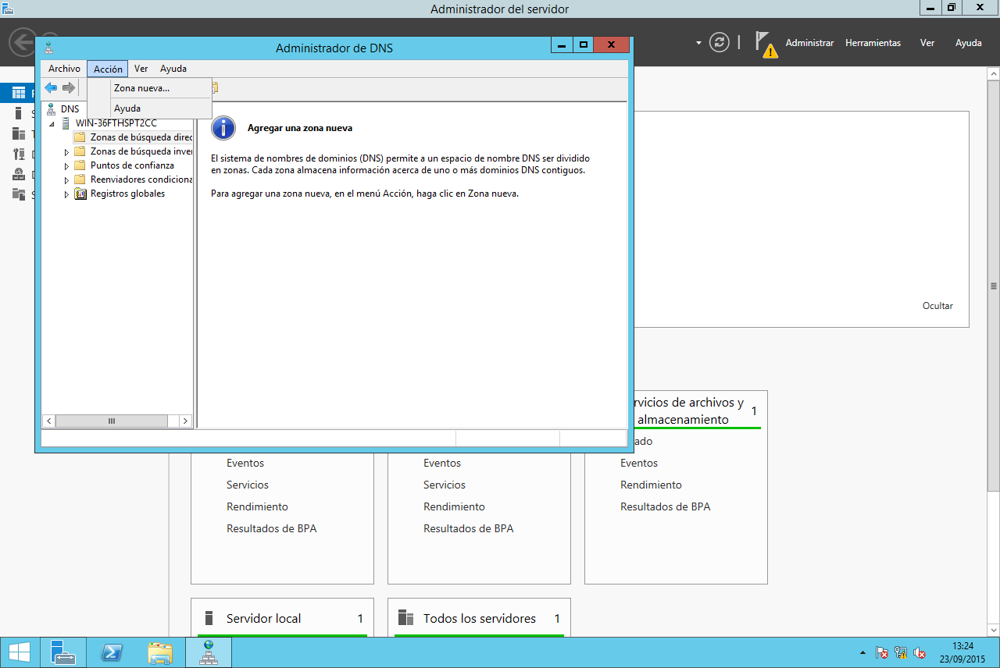 Administrador del servidor
Administrar
Herramientas
Ver
Ayuda
Administrador de DNS
Archivo
Acción
Ver
Ayuda
Zona nueva...
Ayuda
DNS
WIN-36FTHSPT2CC
Zonas de búsqueda direc
Zonas de búsqueda inver
Puntos de confianza
Reenviadores condiciona
Registros globales
Agregar una zona nueva
El sistema de nombres de dominios (DNS) permite a un espacio de nombre DNS ser dividido
en zonas. Cada zona almacena información acerca de uno o más dominios DNS contiguos.
Para agregar una zona nueva, en el menú Acción, haga clic en Zona nueva.
Ocultar
rvicios de archivos y
almacenamiento
1
ado
Eventos
Servicios
Rendimiento
Resultados de BPA
Eventos
Servicios
Rendimiento
Resultados de BPA
Eventos
Rendimiento
Resultados de BPA
Servidor local 1
Todos los servidores 1
13:24
23/09/2015